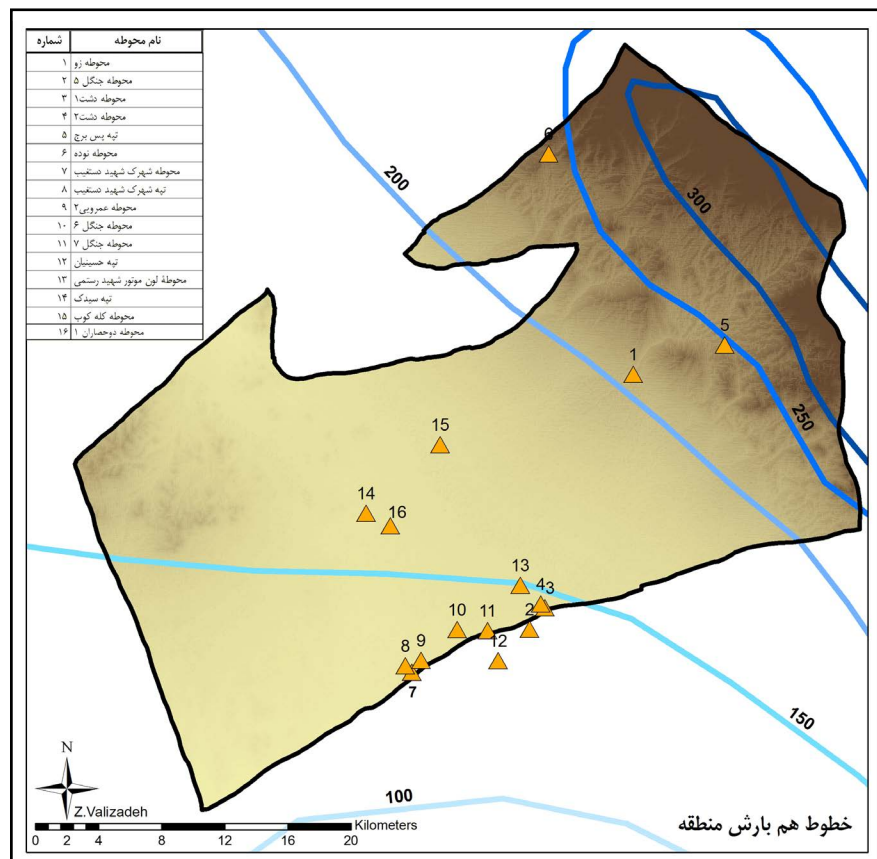 شماره نام محوطه
۱ محوطه زو
۲ محوطه جنگل ۵
۳ محوطه دشت۱
۴ محوطه دشت۲
۵ تپه پس برج
۶ محوطه نوده
۷ محوطه شهرک شهید دستغیب
۸ تپه شهرک شهید دستغیب
۹ محوطه عمرویی۲
۱۰ محوطه جنگل ۶
۱۱ محوطه جنگل ۷
۱۲ تپه حسینیان
۱۳ محوطۀ لون موتور شهید رستمی
۱۴ تپه سیدک
۱۵ محوطه کله کوب
۱۶ محوطه دوحصاران ۱
6
200
300
5
1
250
15
14
16
13
4 3
10 11 2
12
8 9
7
150
100
N
Z.Valizadeh
Kilometers
0 2 4 8 12 16 20
خطوط هم بارش منطقه